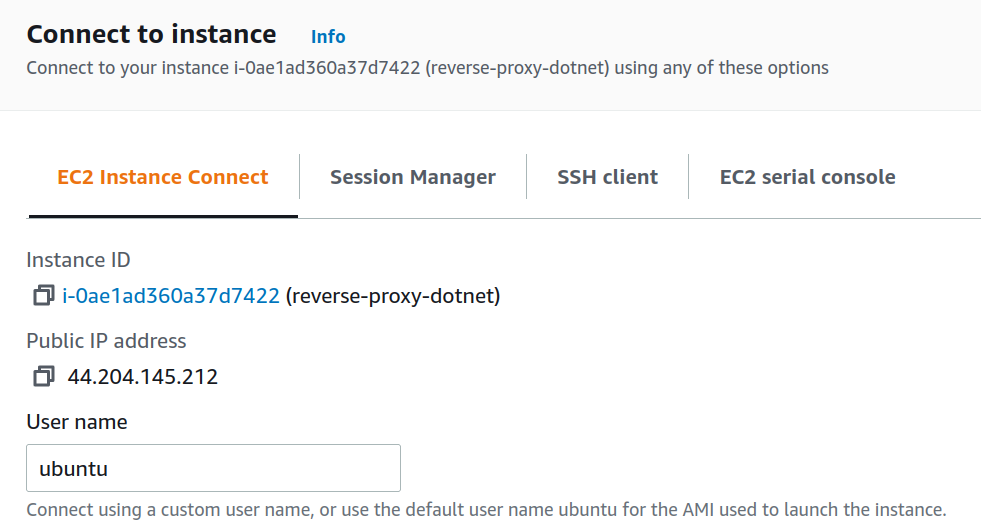 Connect to instance Info
Connect to your instance i-0ae1ad360a37d7422 (reverse-proxy-dotnet) using any of these options
EC2 Instance Connect
Session Manager
SSH client
EC2 serial console
Instance ID
i-0ae1ad360a37d7422 (reverse-proxy-dotnet)
Public IP address
44.204.145.212
User name
ubuntu
Connect using a custom user name, or use the default user name ubuntu for the AMI used to launch the instance.